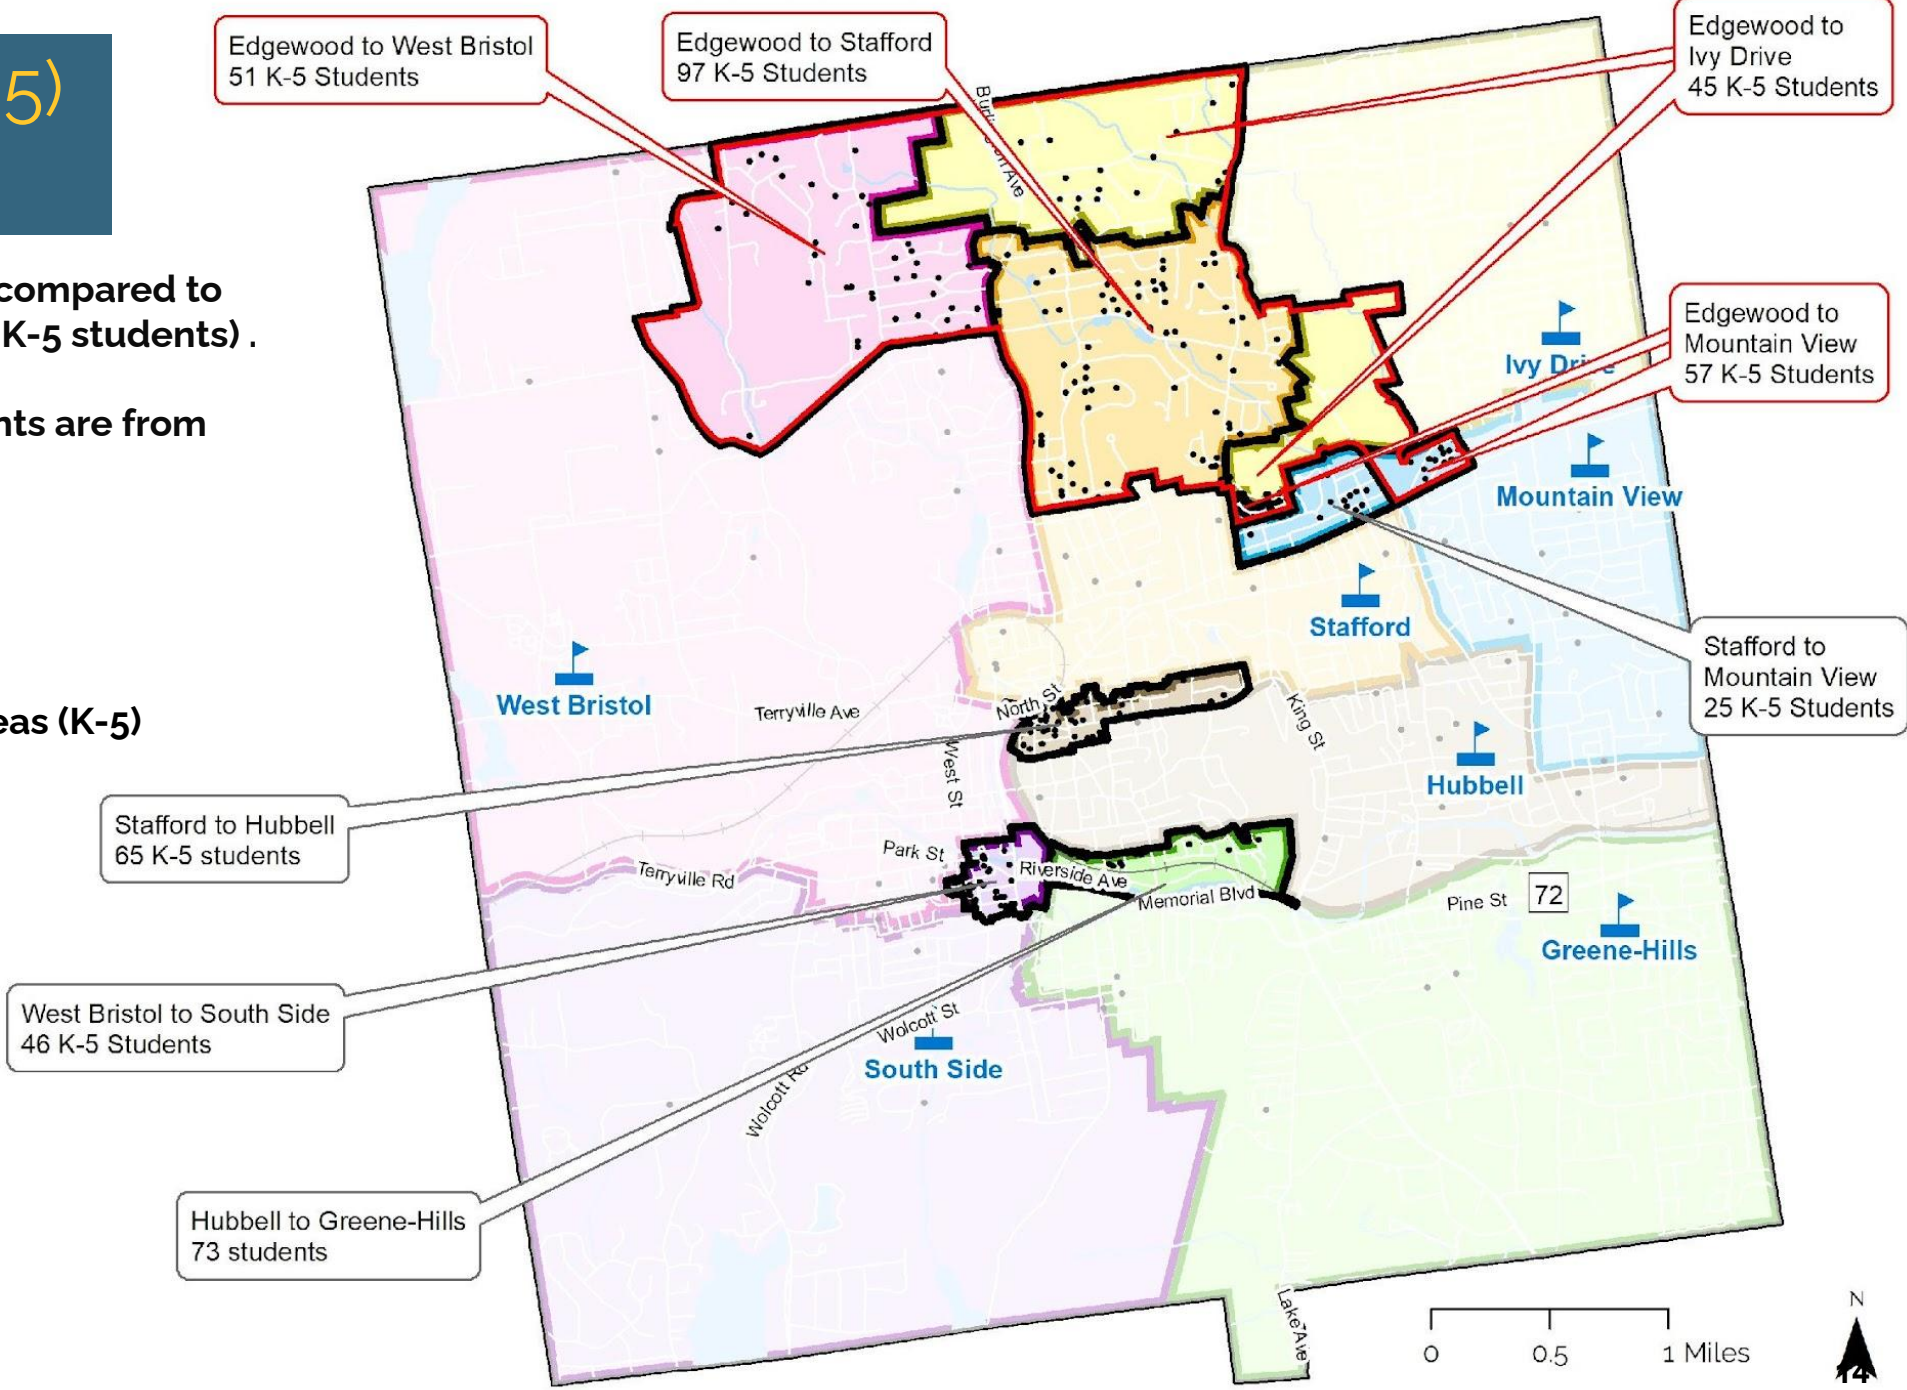 5)
compared to
K-5 students) .
nts are from
eas (K-5)
Edgewood to West Bristol
51 K-5 Students
Edgewood to Stafford
97 K-5 Students
Edgewood to
Ivy Drive
45 K-5 Students
Edgewood to
Mountain View
57 K-5 Students
Stafford to
Mountain View
25 K-5 Students
Stafford to Hubbell
65 K-5 students
West Bristol to South Side
46 K-5 Students
Hubbell to Greene-Hills
73 students
Ivy Drive
Mountain View
Stafford
West Bristol
Hubbell
Greene-Hills
South Side
Terryville Ave
North St
King St
West St
Park St
Terryville Rd
Riverside Ave
Memorial Blvd
Pine St
72
Wolcott St
Wolcott Rd
Lake Ave
0 0.5 1 Miles
N
14